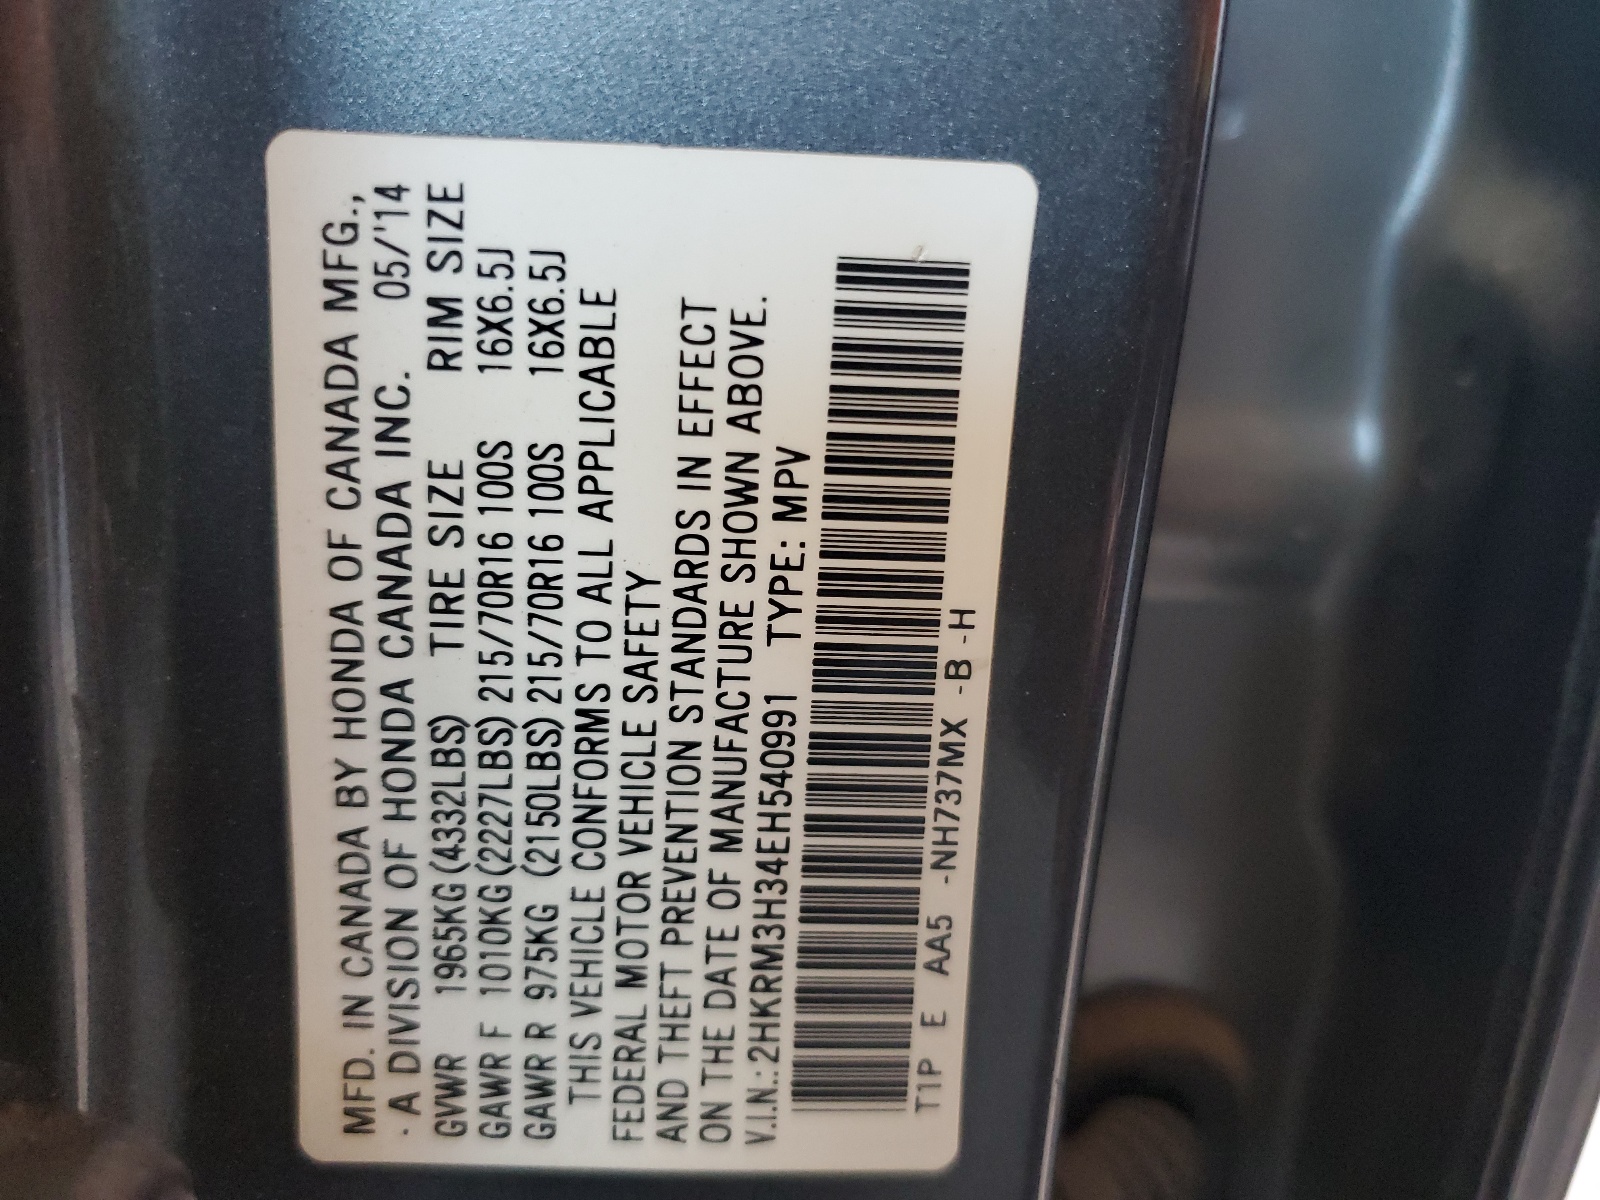 MFD. IN CANADA BY HONDA OF CANADA MFG.,
· A DIVISION OF HONDA CANADA INC. 05/'14
GVWR 1965KG (4332LBS) TIRE SIZE RIM SIZE
GAWR F 1010KG (2227LBS) 215/70R16 100S 16X6.5J
GAWR R 975KG (2150LBS) 215/70R16 100S 16X6.5J
THIS VEHICLE CONFORMS TO ALL APPLICABLE
FEDERAL MOTOR VEHICLE SAFETY
AND THEFT PREVENTION STANDARDS IN EFFECT
ON THE DATE OF MANUFACTURE SHOWN ABOVE.
V.I.N.: 2HKRM3H34EH540991 TYPE: MPV
T1P E AA5 -NH737MX -B -H